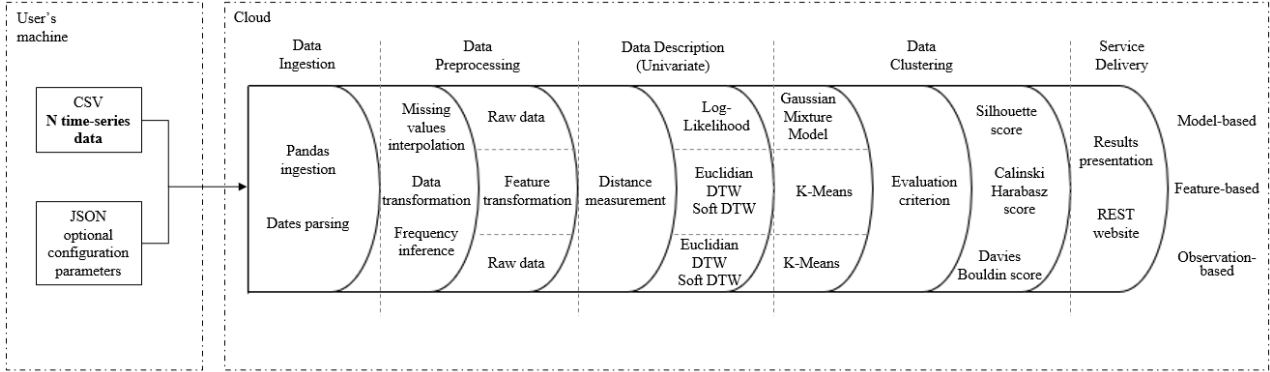 User's
machine
CSV
N time-series
data
JSON
optional
configuration
parameters
Cloud
Data
Ingestion
Data
Preprocessing
Data Description
(Univariate)
Data
Clustering
Service
Delivery
Pandas
ingestion
Dates parsing
Missing
values
interpolation
Data
transformation
Frequency
inference
Raw data
Feature
transformation
Raw data
Distance
measurement
Log-
Likelihood
Euclidian
DTW
Soft DTW
Euclidian
DTW
Soft DTW
Gaussian
Mixture
Model
K-Means
K-Means
Evaluation
criterion
Silhouette
score
Calinski
Harabasz
score
Davies
Bouldin score
Results
presentation
REST
website
Model-based
Feature-based
Observation-
based